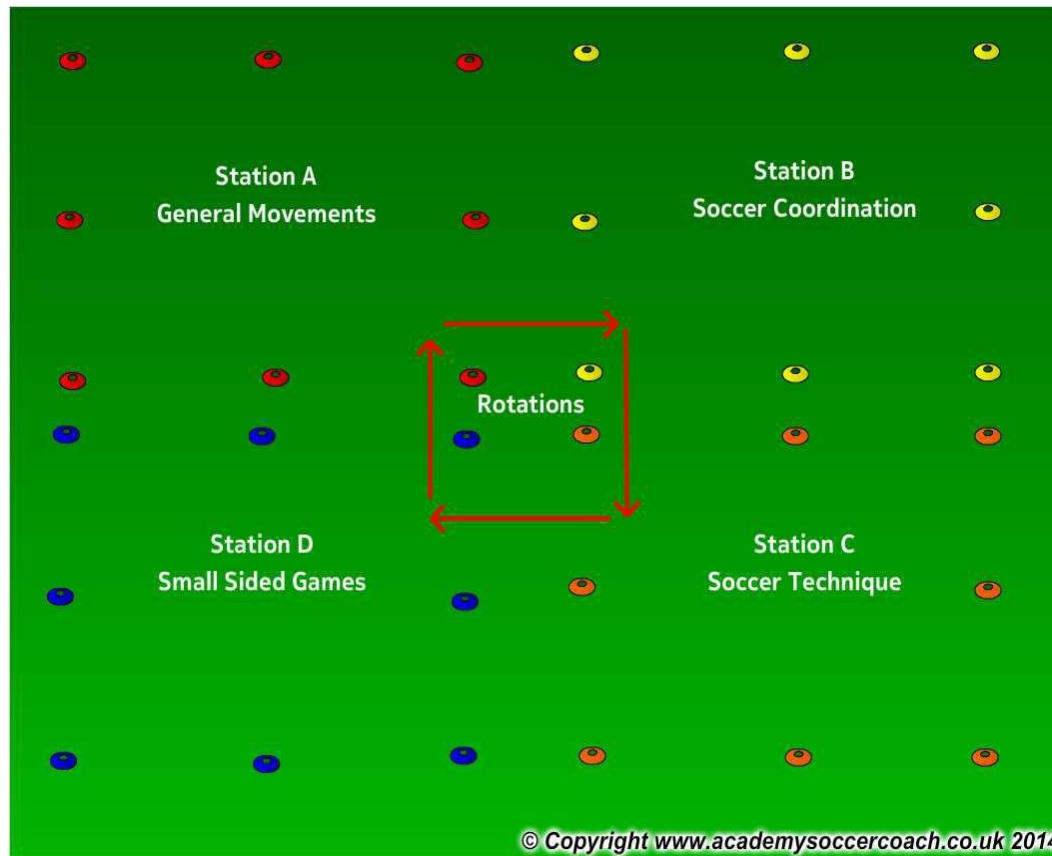 Station A
General Movements
Station B
Soccer Coordination
Rotations
Station D
Small Sided Games
Station C
Soccer Technique
© Copyright www.academysoccercoach.co.uk 2014